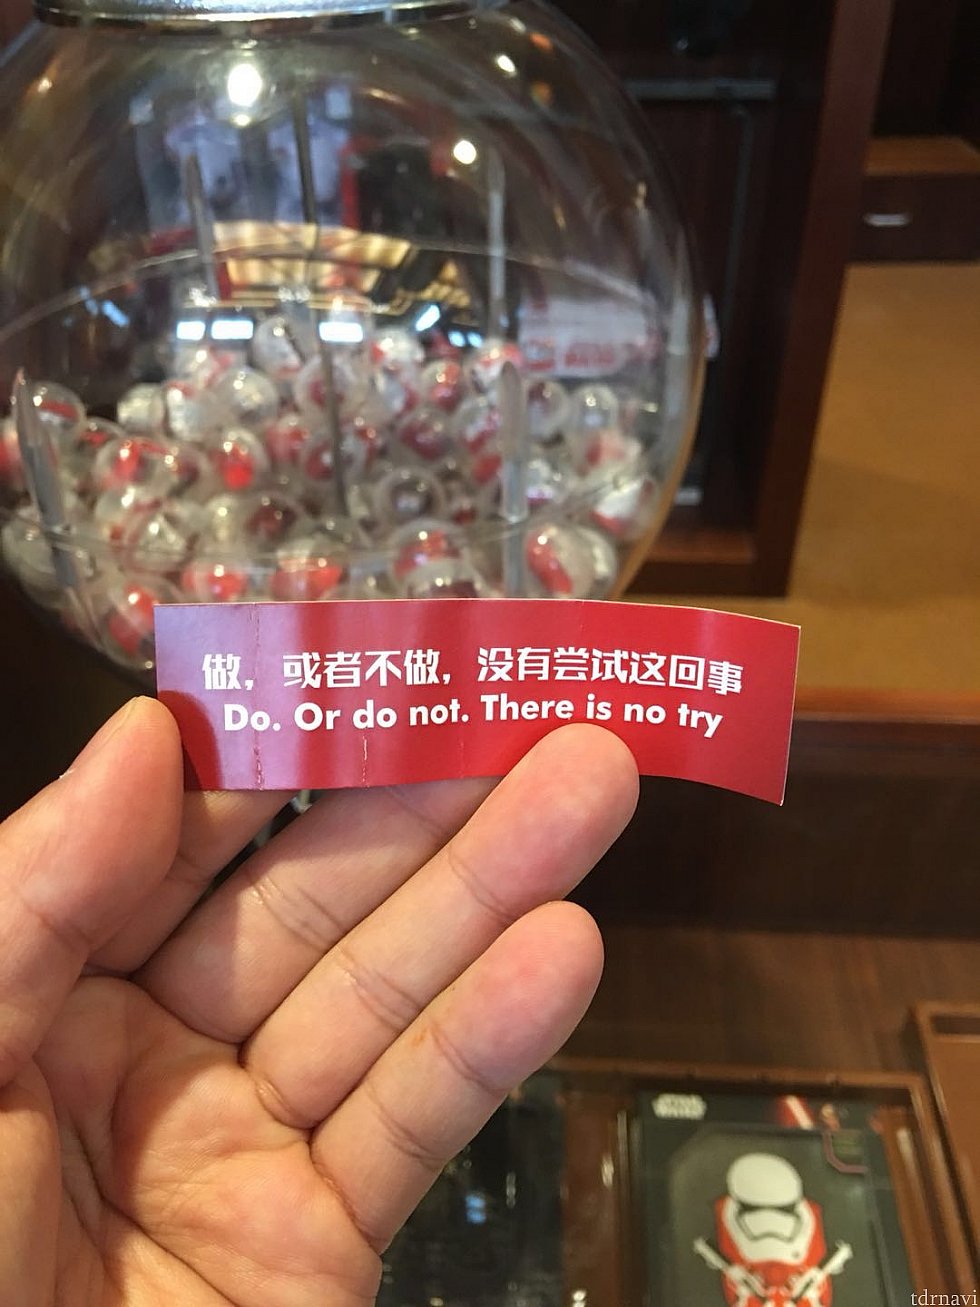 做，或者不做，没有尝试这回事
Do. Or do not. There is no try
STAR
WARS
tdrnavi